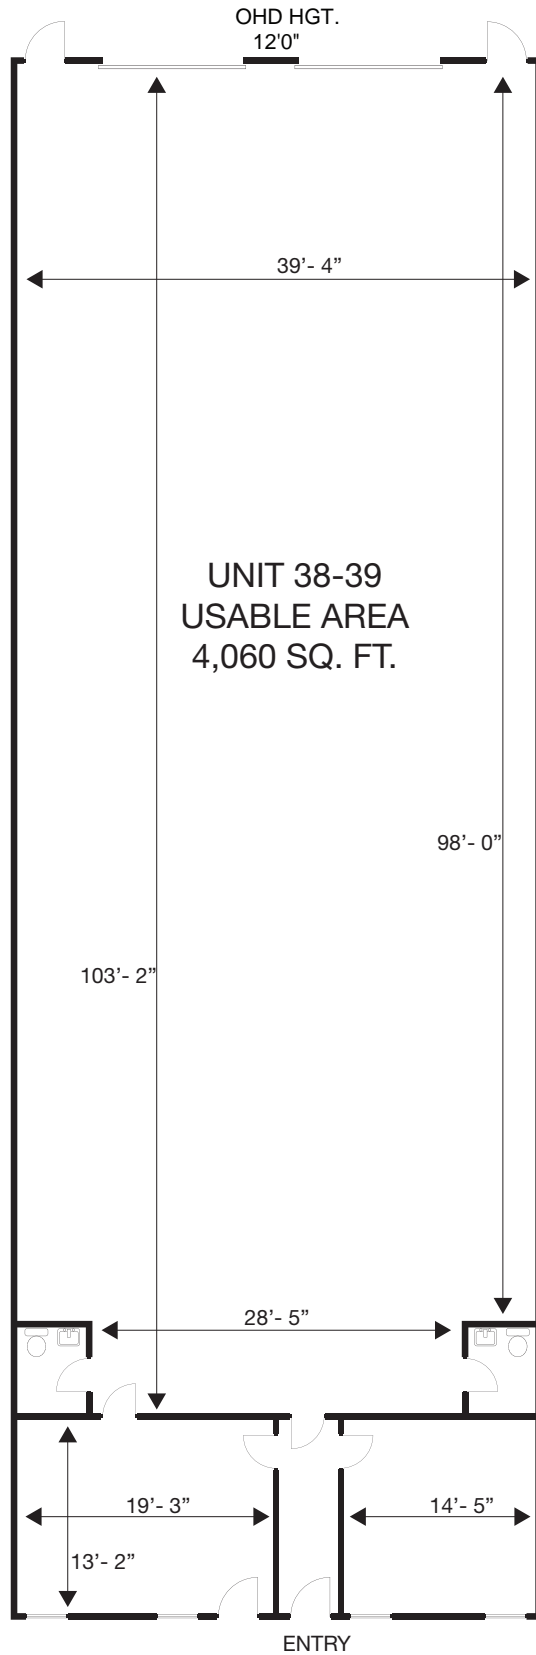 OHD HGT.
12'0"
39’- 4”
UNIT 38-39
USABLE AREA
4,060 SQ. FT.
98’- 0”
103’- 2”
28’- 5”
19’- 3”
14’- 5”
13’- 2”
ENTRY